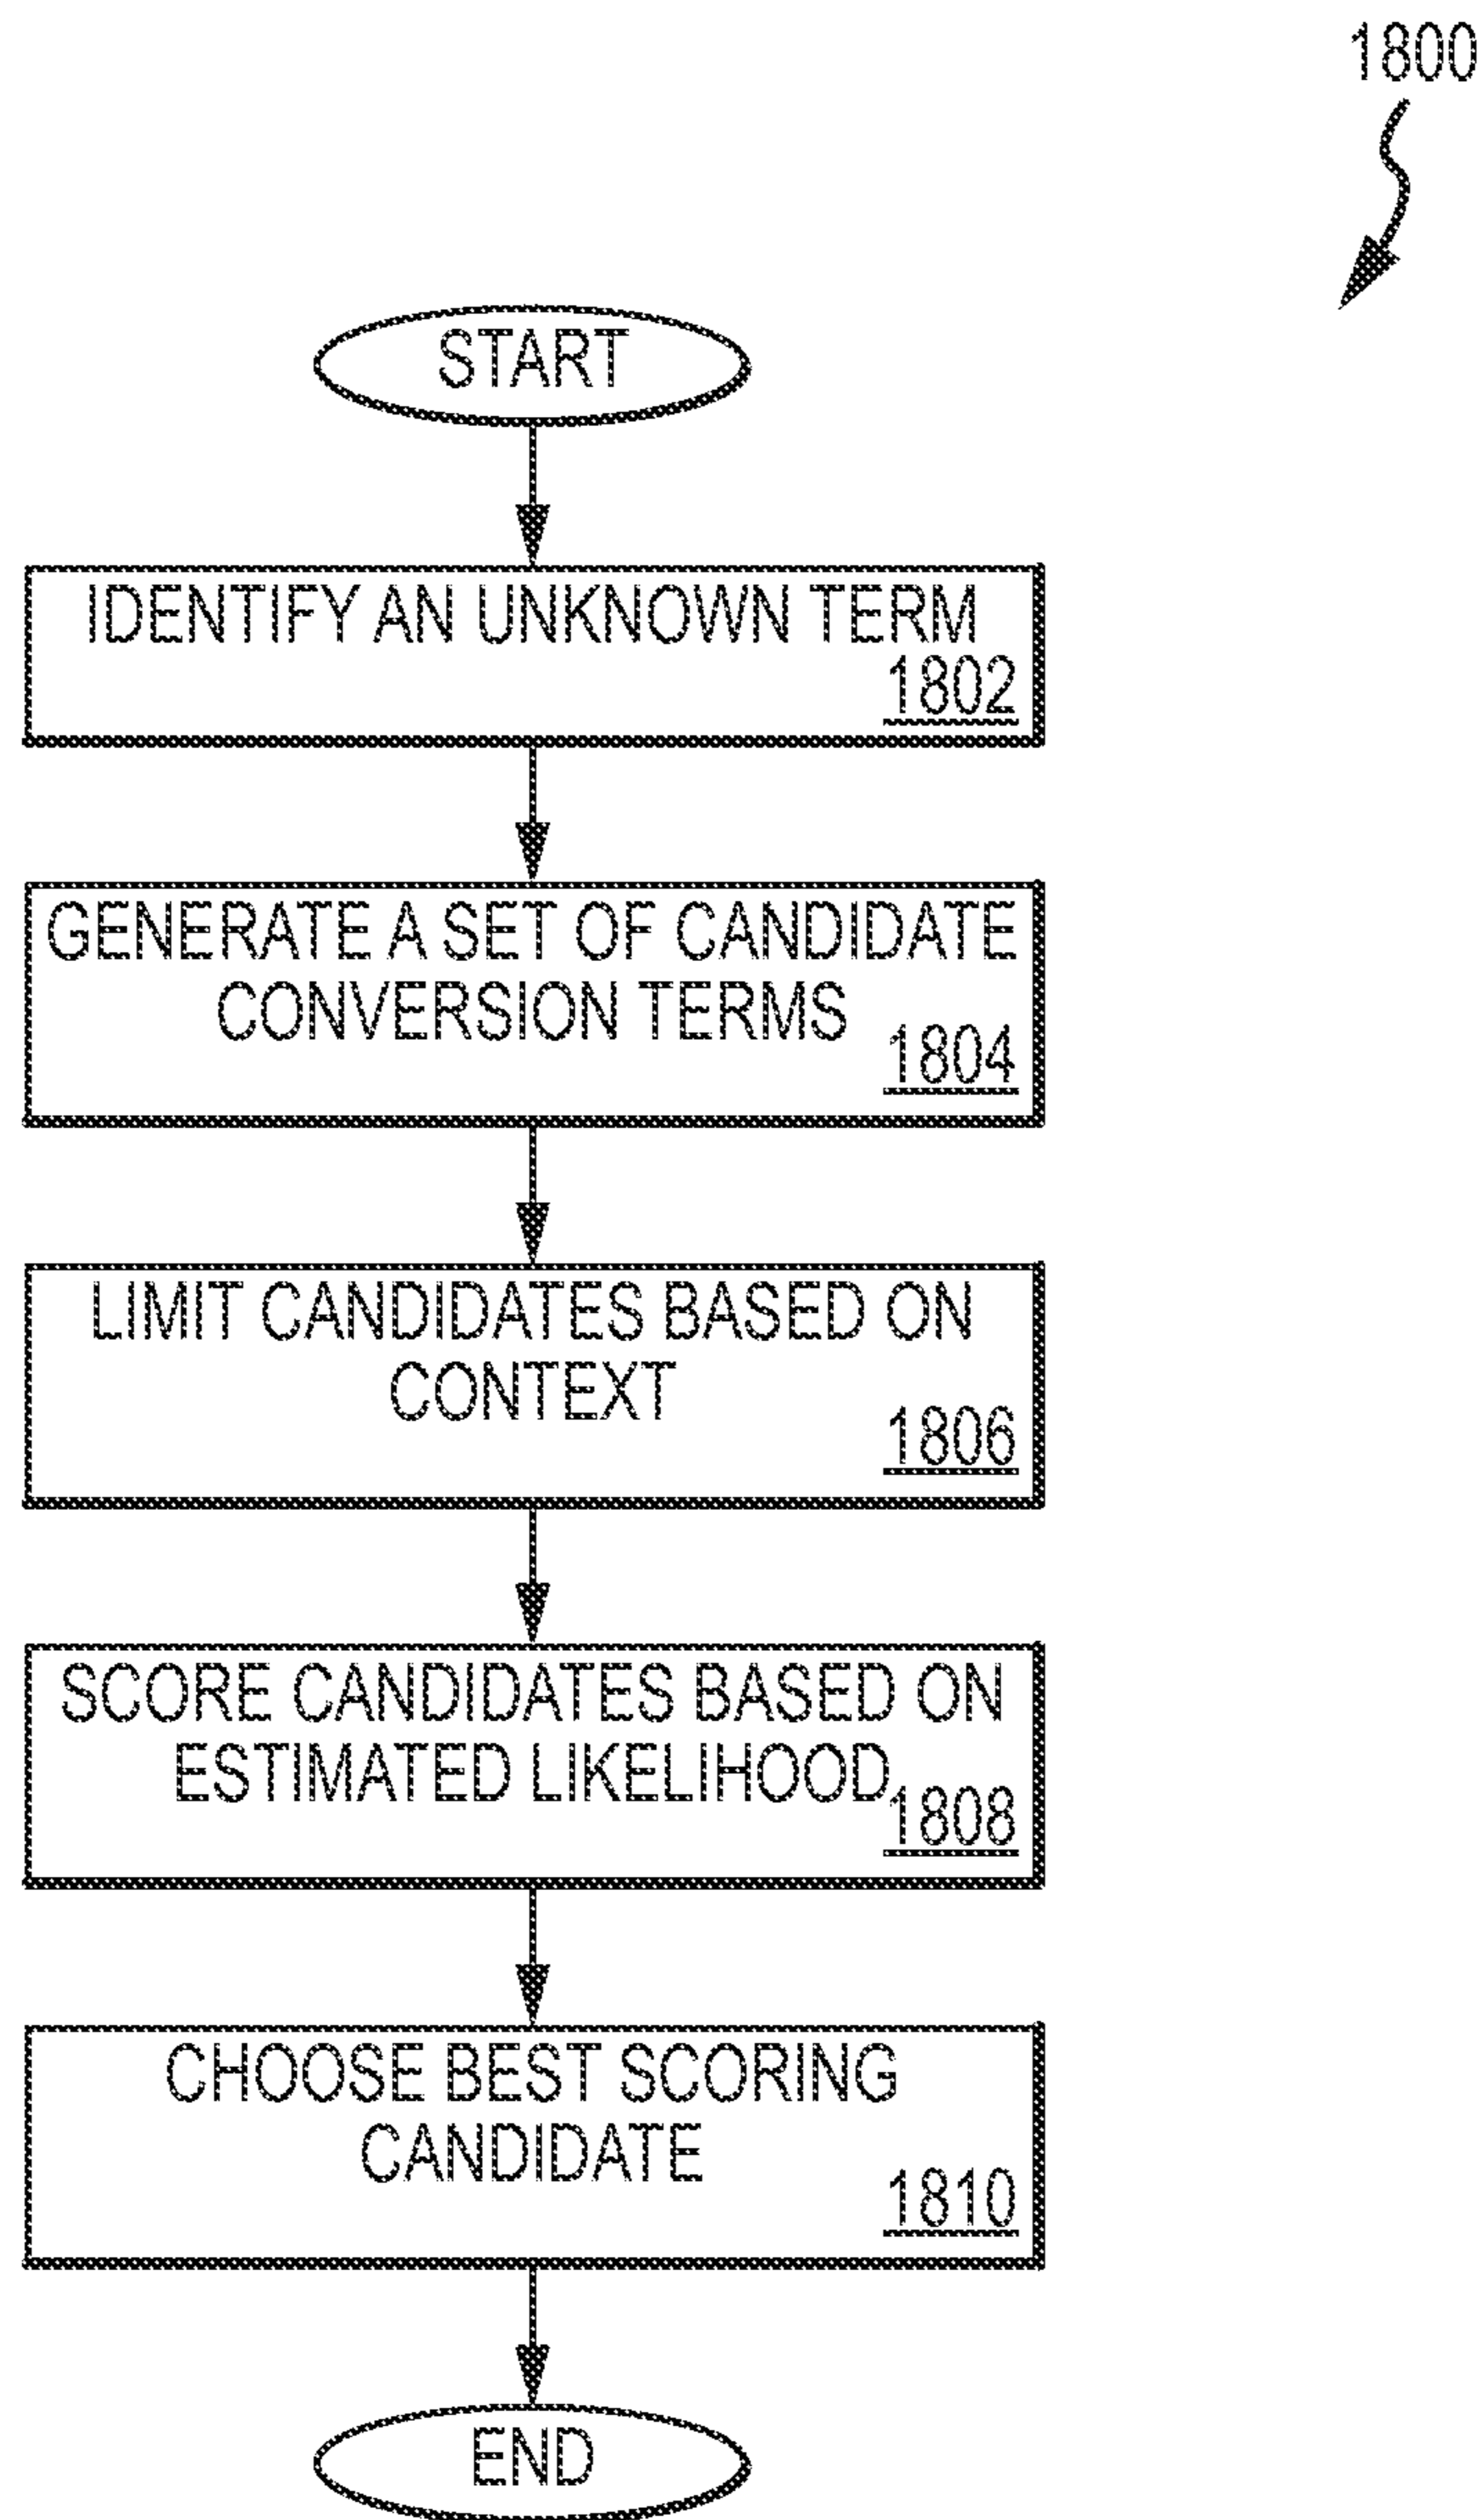 1800
START
IDENTIFY AN UNKNOWN TERM
1802
GENERATE A SET OF CANDIDATE
CONVERSION TERMS
1804
LIMIT CANDIDATES BASED ON
CONTEXT
1806
SCORE CANDIDATES BASED ON
ESTIMATED LIKELIHOOD
1808
CHOOSE BEST SCORING
CANDIDATE
1810
END